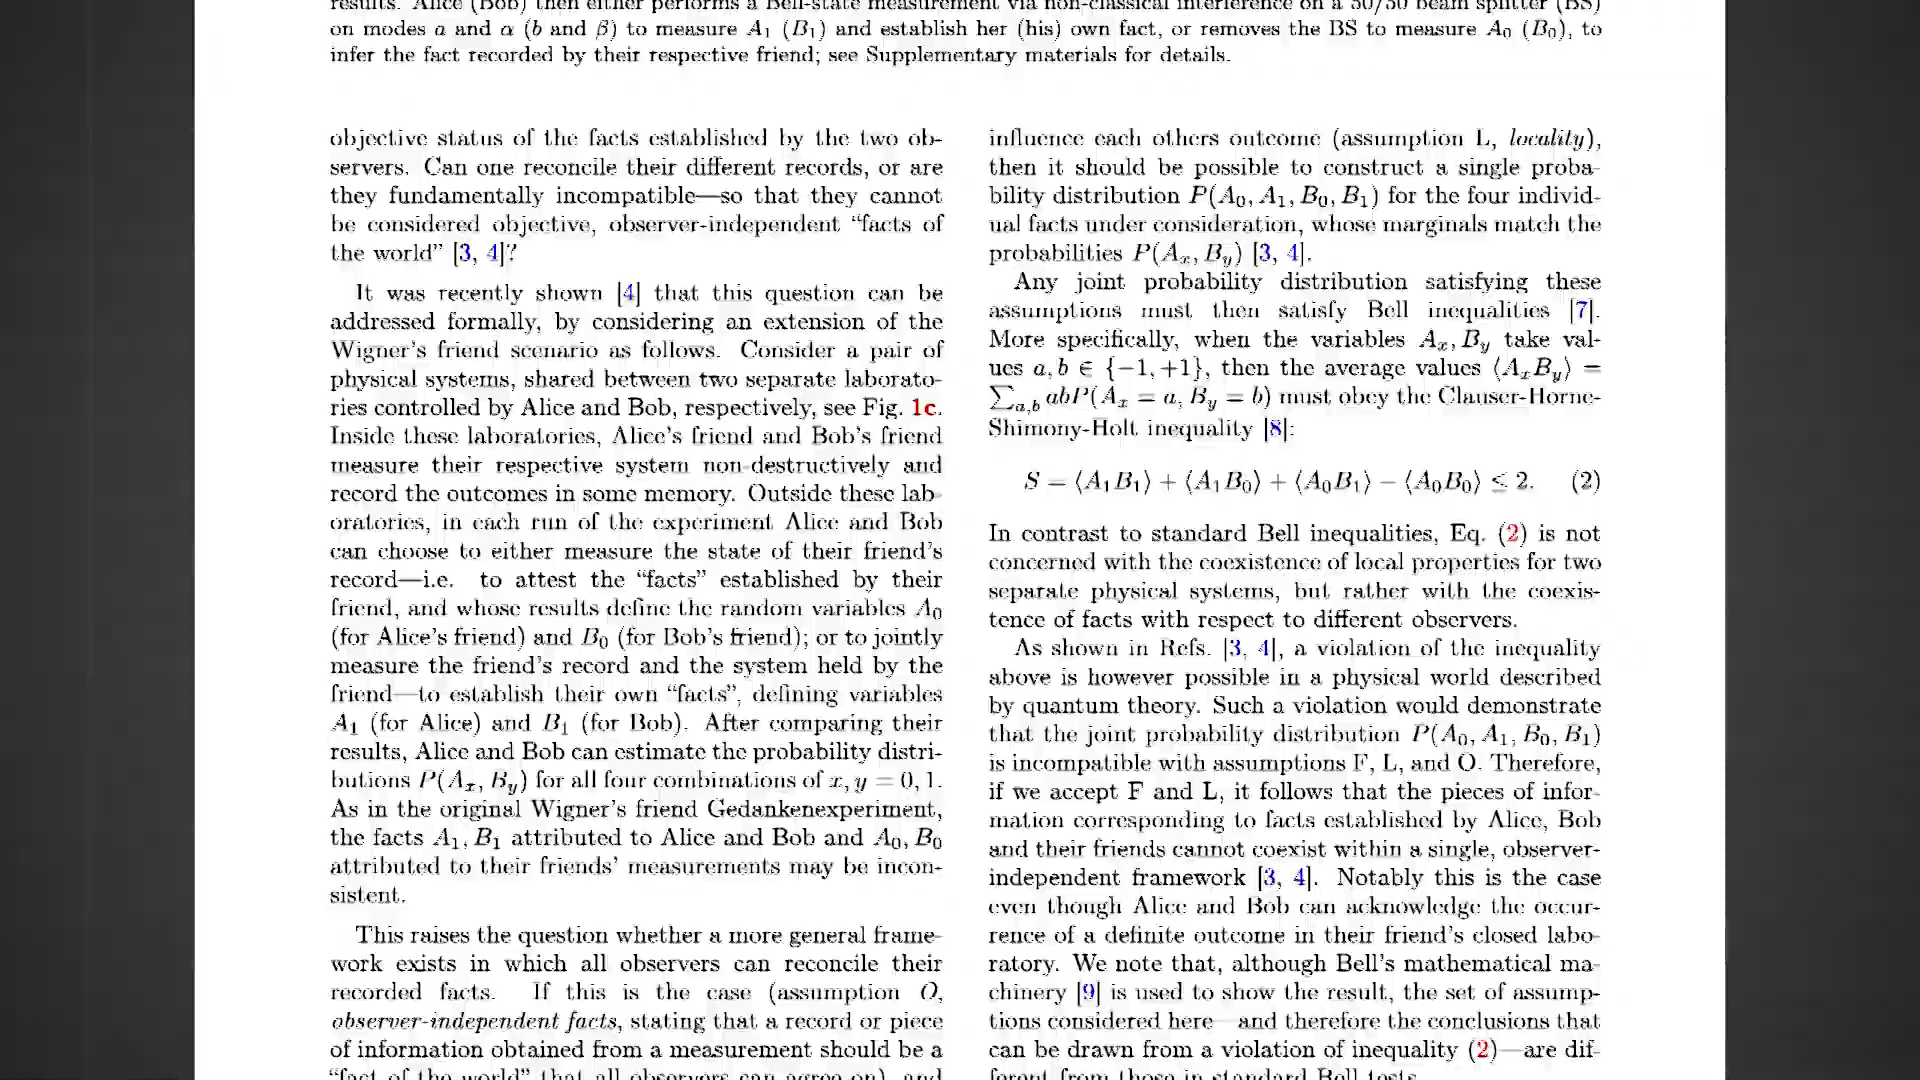 results. Alice (Bob) then either performs a Bell-state measurement via non-classical interference on a 50/50 beam splitter (BS)
on modes a and α (b and β) to measure A₁ (B₁) and establish her (his) own fact, or removes the BS to measure A₀ (B₀), to
infer the fact recorded by their respective friend; see Supplementary materials for details.
objective status of the facts established by the two ob-
servers. Can one reconcile their different records, or are
they fundamentally incompatible—so that they cannot
be considered objective, observer-independent “facts of
the world” [3, 4]?
It was recently shown [4] that this question can be
addressed formally, by considering an extension of the
Wigner’s friend scenario as follows. Consider a pair of
physical systems, shared between two separate laborato-
ries controlled by Alice and Bob, respectively, see Fig. 1c.
Inside these laboratories, Alice’s friend and Bob’s friend
measure their respective system non-destructively and
record the outcomes in some memory. Outside these lab-
oratories, in each run of the experiment Alice and Bob
can choose to either measure the state of their friend’s
record—i.e. to attest the “facts” established by their
friend, and whose results define the random variables A₀
(for Alice’s friend) and B₀ (for Bob’s friend); or to jointly
measure the friend’s record and the system held by the
friend—to establish their own “facts”, defining variables
A₁ (for Alice) and B₁ (for Bob). After comparing their
results, Alice and Bob can estimate the probability distri-
butions P(Aₓ, B_y) for all four combinations of x, y = 0, 1.
As in the original Wigner’s friend Gedankenexperiment,
the facts A₁, B₁ attributed to Alice and Bob and A₀, B₀
attributed to their friends’ measurements may be incon-
sistent.
This raises the question whether a more general frame-
work exists in which all observers can reconcile their
recorded facts. If this is the case (assumption O,
observer-independent facts, stating that a record or piece
of information obtained from a measurement should be a
“fact of the world” that all observers can agree on), and
influence each others outcome (assumption L, locality),
then it should be possible to construct a single proba-
bility distribution P(A₀, A₁, B₀, B₁) for the four individ-
ual facts under consideration, whose marginals match the
probabilities P(Aₓ, B_y) [3, 4].
Any joint probability distribution satisfying these
assumptions must then satisfy Bell inequalities [7].
More specifically, when the variables Aₓ, B_y take val-
ues a, b ∈ {−1, +1}, then the average values ⟨AₓB_y⟩ =
∑_{a,b} abP(Aₓ = a, B_y = b) must obey the Clauser-Horne-
Shimony-Holt inequality [8]:
S = ⟨A₁B₁⟩ + ⟨A₁B₀⟩ + ⟨A₀B₁⟩ − ⟨A₀B₀⟩ ≤ 2. (2)
In contrast to standard Bell inequalities, Eq. (2) is not
concerned with the coexistence of local properties for two
separate physical systems, but rather with the coexis-
tence of facts with respect to different observers.
As shown in Refs. [3, 4], a violation of the inequality
above is however possible in a physical world described
by quantum theory. Such a violation would demonstrate
that the joint probability distribution P(A₀, A₁, B₀, B₁)
is incompatible with assumptions F, L, and O. Therefore,
if we accept F and L, it follows that the pieces of infor-
mation corresponding to facts established by Alice, Bob
and their friends cannot coexist within a single, observer-
independent framework [3, 4]. Notably this is the case
even though Alice and Bob can acknowledge the occur-
rence of a definite outcome in their friend’s closed labo-
ratory. We note that, although Bell’s mathematical ma-
chinery [9] is used to show the result, the set of assump-
tions considered here—and therefore the conclusions that
can be drawn from a violation of inequality (2)—are dif-
ferent from those in standard Bell tests.